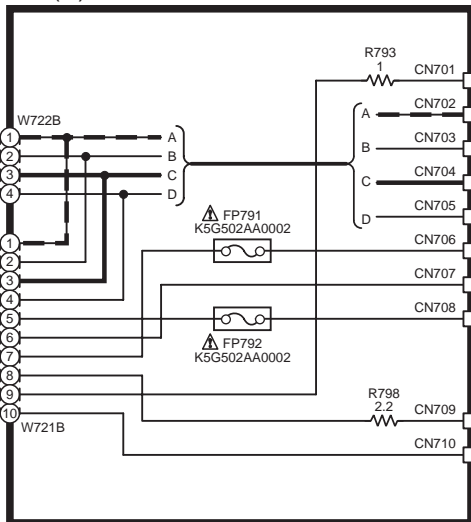 R793
1
CN701
W722B
CN702
1
A
A
2
B
CN703
B
3
C
CN704
C
4
D
CN705
D
⚠ FP791
K5G502AA0002
CN706
1
2
CN707
3
4
CN708
5
6
⚠ FP792
K5G502AA0002
7
8
R798
2.2
CN709
9
10
W721B
CN710